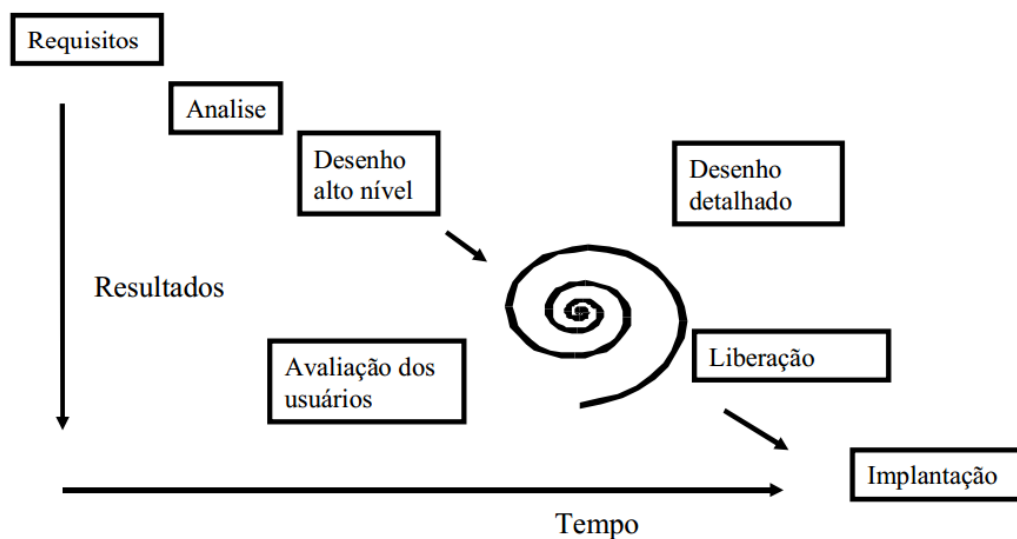 Requisitos
Analise
Desenho
alto nível
Desenho
detalhado
Resultados
Avaliação dos
usuários
Liberação
Implantação
Tempo